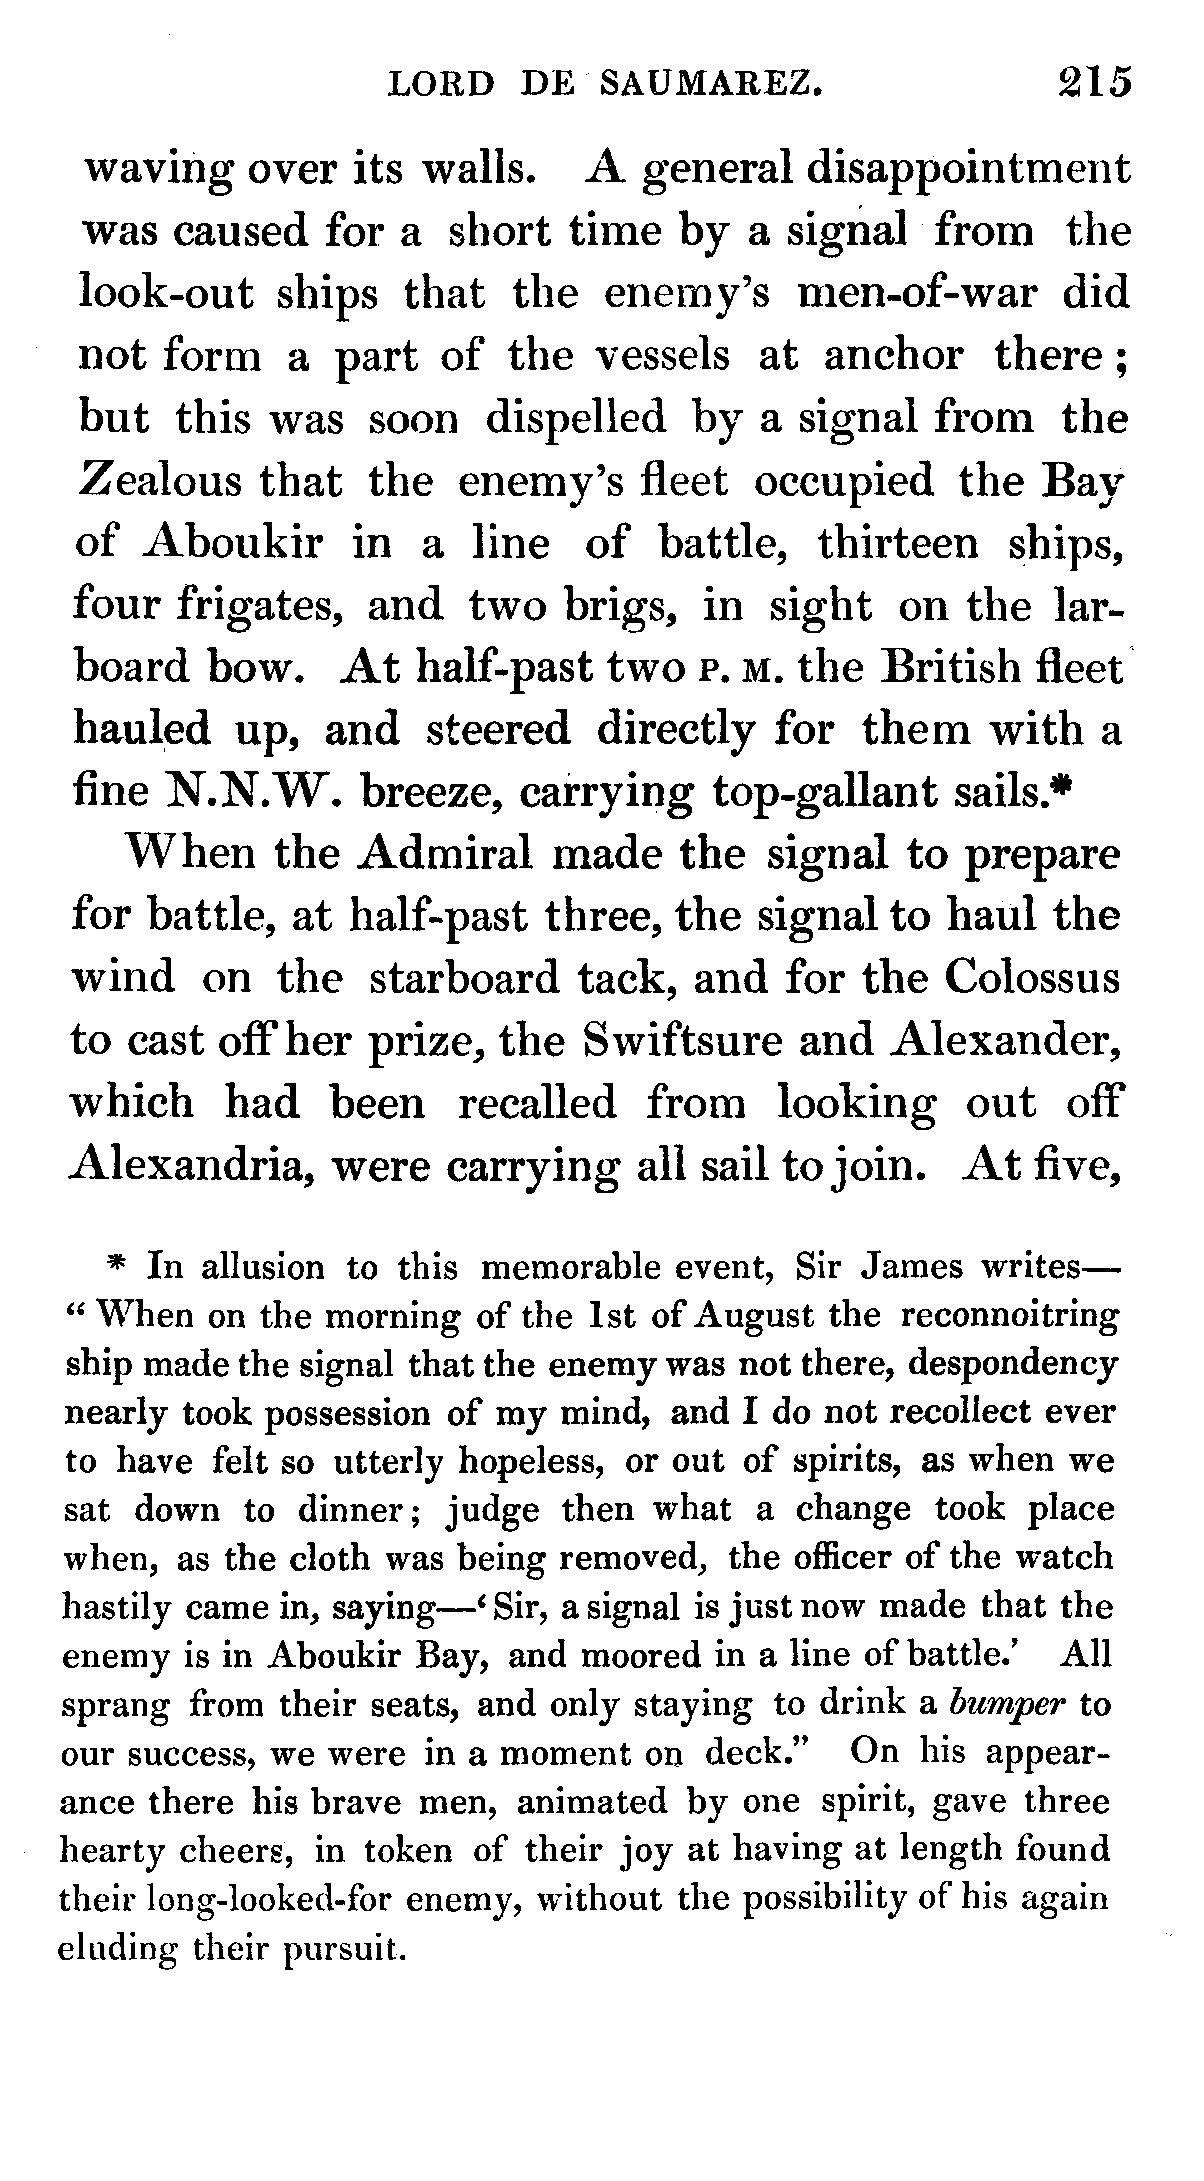 LORD DE SAUMAREZ. 215
waving over its walls. A general disappointment
was caused for a short time by a signal from the
look-out ships that the enemy's men-of-war did
not form a part of the vessels at anchor there ;
but this was soon dispelled by a signal from the
Zealous that the enemy's fleet occupied the Bay
of Aboukir in a line of battle, thirteen ships,
four frigates, and two brigs, in sight on the lar-
board bow. At half-past two P. M. the British fleet
hauled up, and steered directly for them with a
fine N.N.W. breeze, carrying top-gallant sails.*
When the Admiral made the signal to prepare
for battle, at half-past three, the signal to haul the
wind on the starboard tack, and for the Colossus
to cast off her prize, the Swiftsure and Alexander,
which had been recalled from looking out off
Alexandria, were carrying all sail to join. At five,
* In allusion to this memorable event, Sir James writes—
“ When on the morning of the 1st of August the reconnoitring
ship made the signal that the enemy was not there, despondency
nearly took possession of my mind, and I do not recollect ever
to have felt so utterly hopeless, or out of spirits, as when we
sat down to dinner; judge then what a change took place
when, as the cloth was being removed, the officer of the watch
hastily came in, saying—‘ Sir, a signal is just now made that the
enemy is in Aboukir Bay, and moored in a line of battle.’ All
sprang from their seats, and only staying to drink a bumper to
our success, we were in a moment on deck.” On his appear-
ance there his brave men, animated by one spirit, gave three
hearty cheers, in token of their joy at having at length found
their long-looked-for enemy, without the possibility of his again
eluding their pursuit.